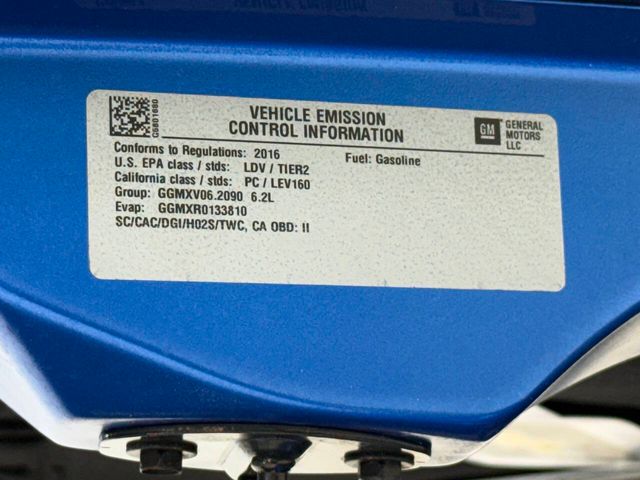 C5801680
VEHICLE EMISSION
CONTROL INFORMATION
GM GENERAL
MOTORS
LLC
Conforms to Regulations: 2016 Fuel: Gasoline
U.S. EPA class / stds: LDV / TIER2
California class / stds: PC / LEV160
Group: GGMXV06.2090 6.2L
Evap: GGMXR0133810
SC/CAC/DGI/H02S/TWC, CA OBD: II